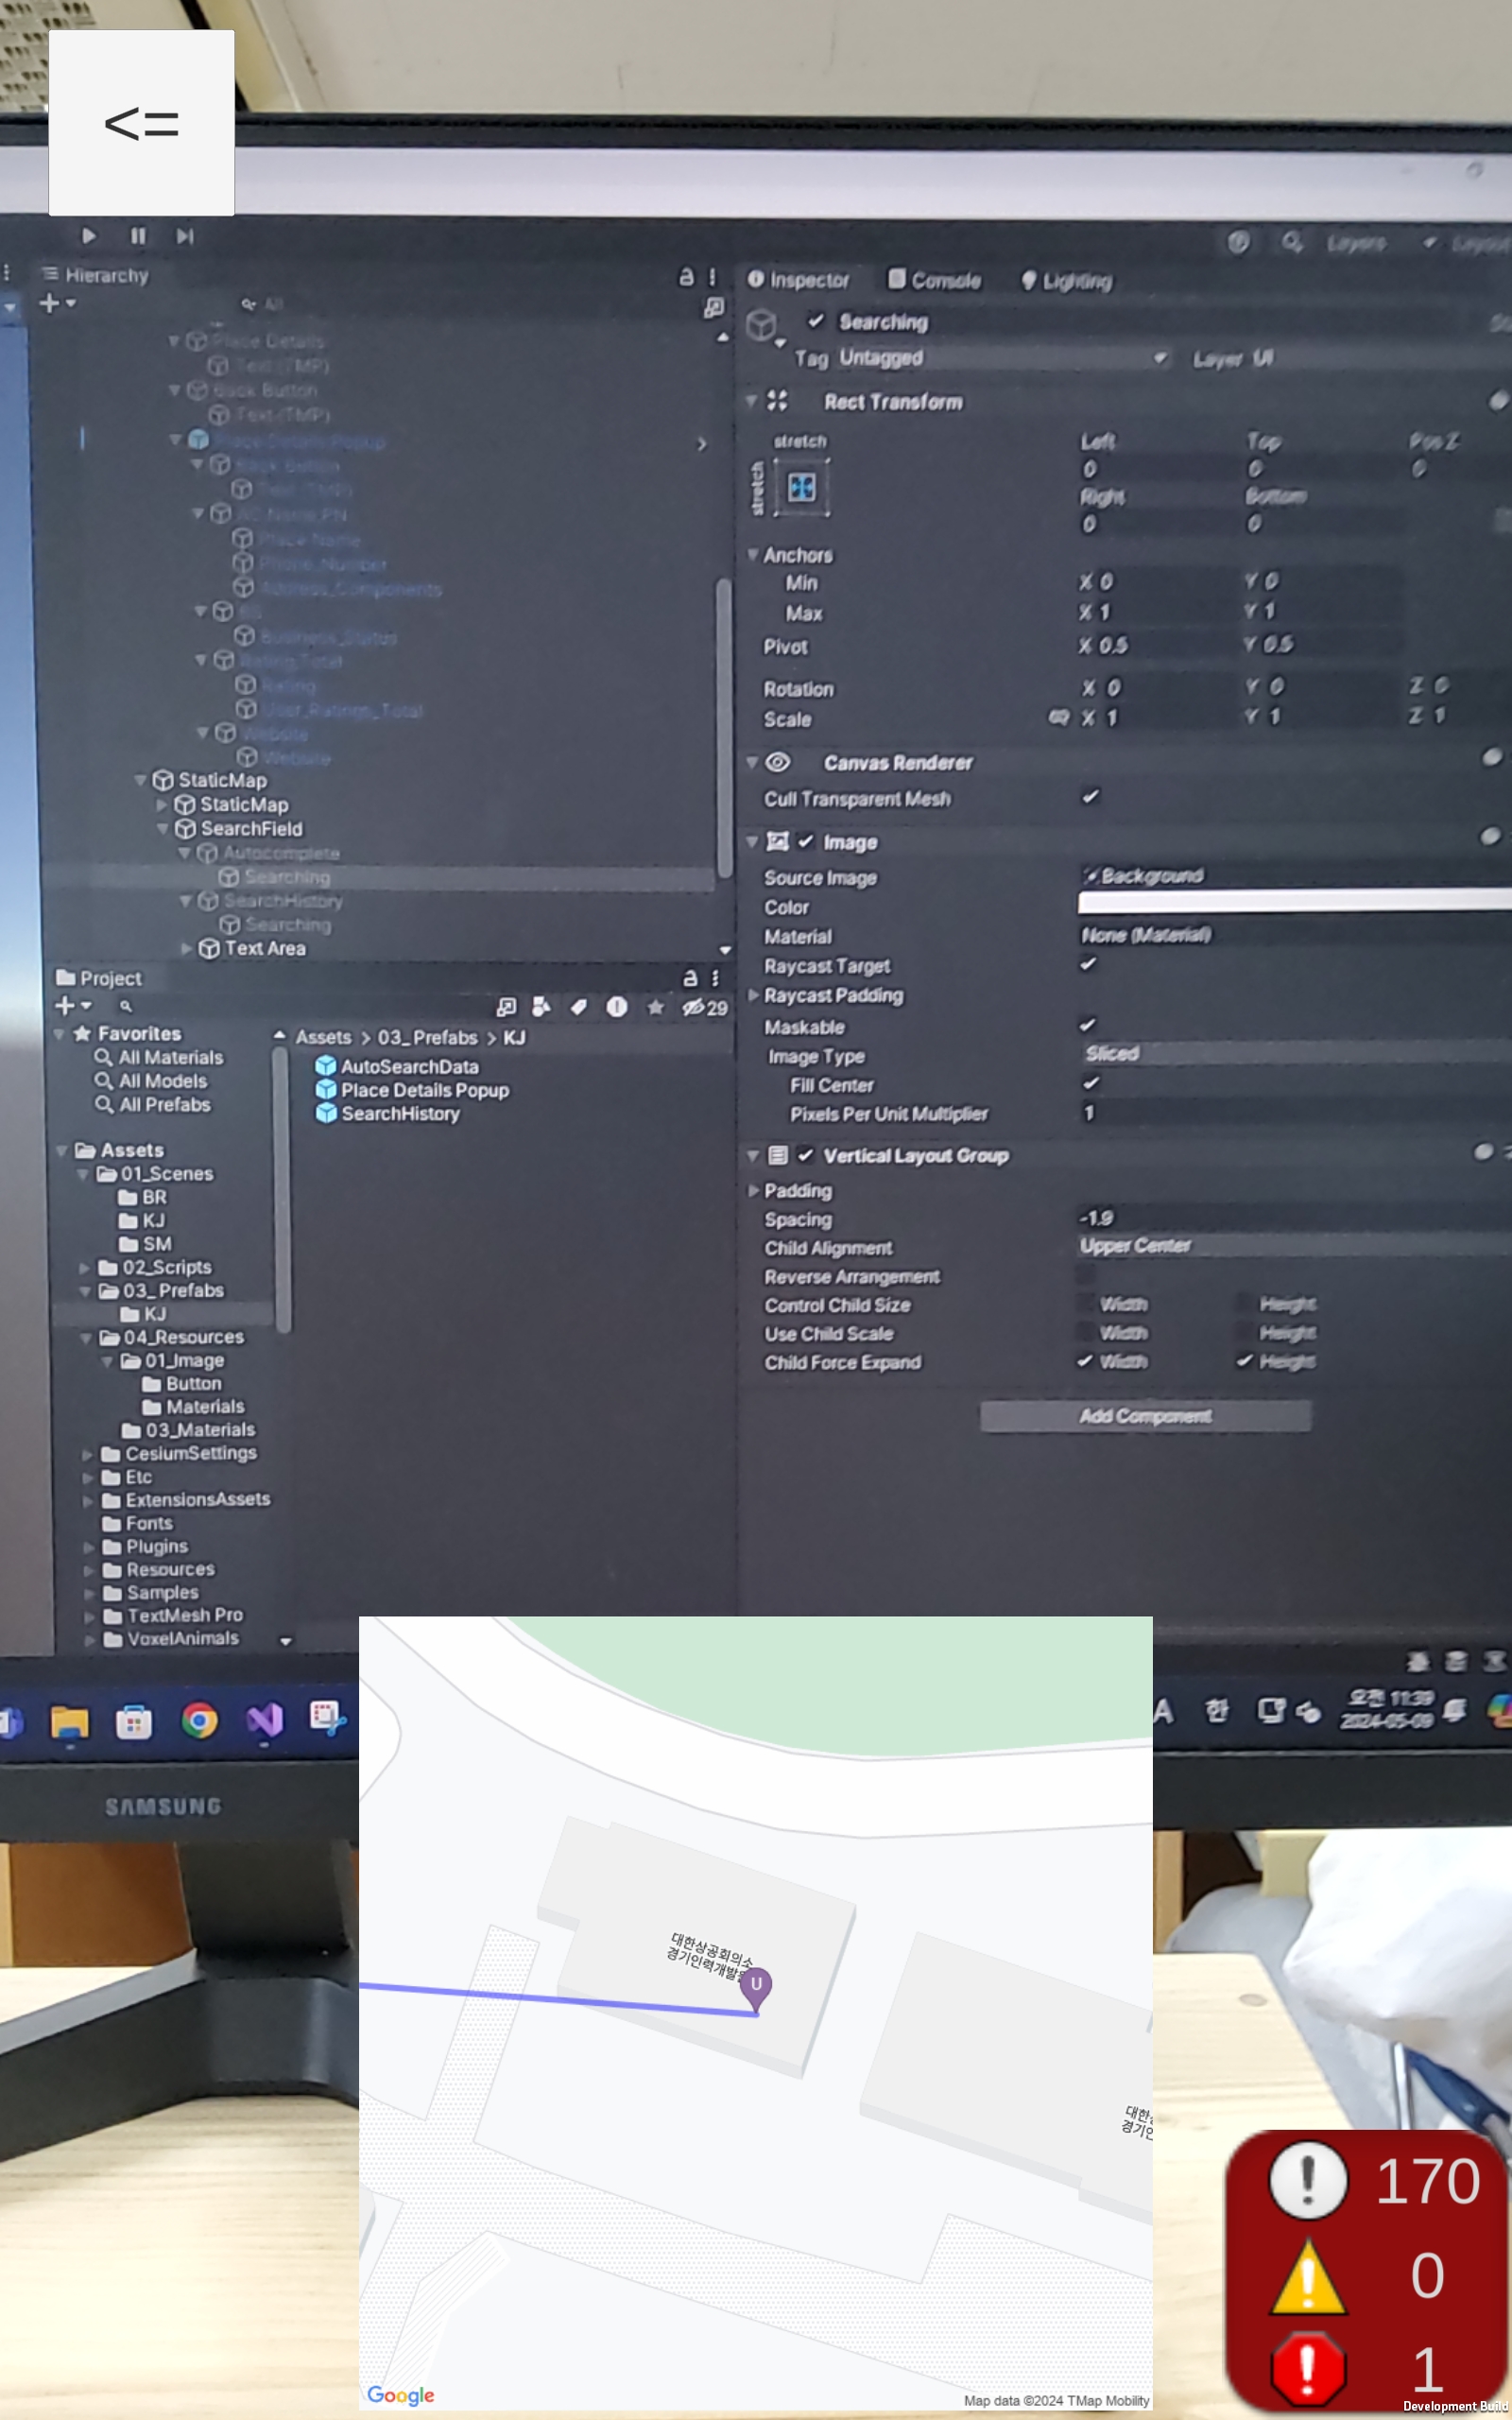 <=
Layers
Hierarchy
All
Inspector
Console
Lighting
Searching
Tag Untagged
Layer UI
Place Details
Text (TMP)
Back Button
Text (TMP)
Place Details Popup
Back Button
Text (TMP)
Place Name
Phone_Number
Address_Components
Business_Status
Rating_Total
Rating
User_Ratings_Total
Website
Website
StaticMap
StaticMap
SearchField
Autocomplete
Searching
SearchHistory
Searching
Text Area
Rect Transform
stretch
stretch
Left Top Pos Z
0 0 0
Right Bottom
0 0
Anchors
Min X 0 Y 0
Max X 1 Y 1
Pivot X 0.5 Y 0.5
Rotation X 0 Y 0 Z 0
Scale X 1 Y 1 Z 1
Canvas Renderer
Cull Transparent Mesh
Image
Source Image Background
Color
Material None (Material)
Raycast Target
Raycast Padding
Maskable
Image Type Sliced
Fill Center
Pixels Per Unit Multiplier 1
Vertical Layout Group
Padding
Spacing -1.9
Child Alignment Upper Center
Reverse Arrangement
Control Child Size Width Height
Use Child Scale Width Height
Child Force Expand Width Height
Add Component
Project
29
Favorites
All Materials
All Models
All Prefabs
Assets > 03_Prefabs > KJ
AutoSearchData
Place Details Popup
SearchHistory
Assets
01_Scenes
BR
KJ
SM
02_Scripts
03_Prefabs
KJ
04_Resources
01_Image
Button
Materials
03_Materials
CesiumSettings
Etc
ExtensionsAssets
Fonts
Plugins
Resources
Samples
TextMesh Pro
VoxelAnimals
A 한
오전 11:39
2024-05-09
SAMSUNG
대한상공회의소
경기인력개발원
U
대한상
경기인
Google
Map data ©2024 TMap Mobility
170
0
1
Development Build